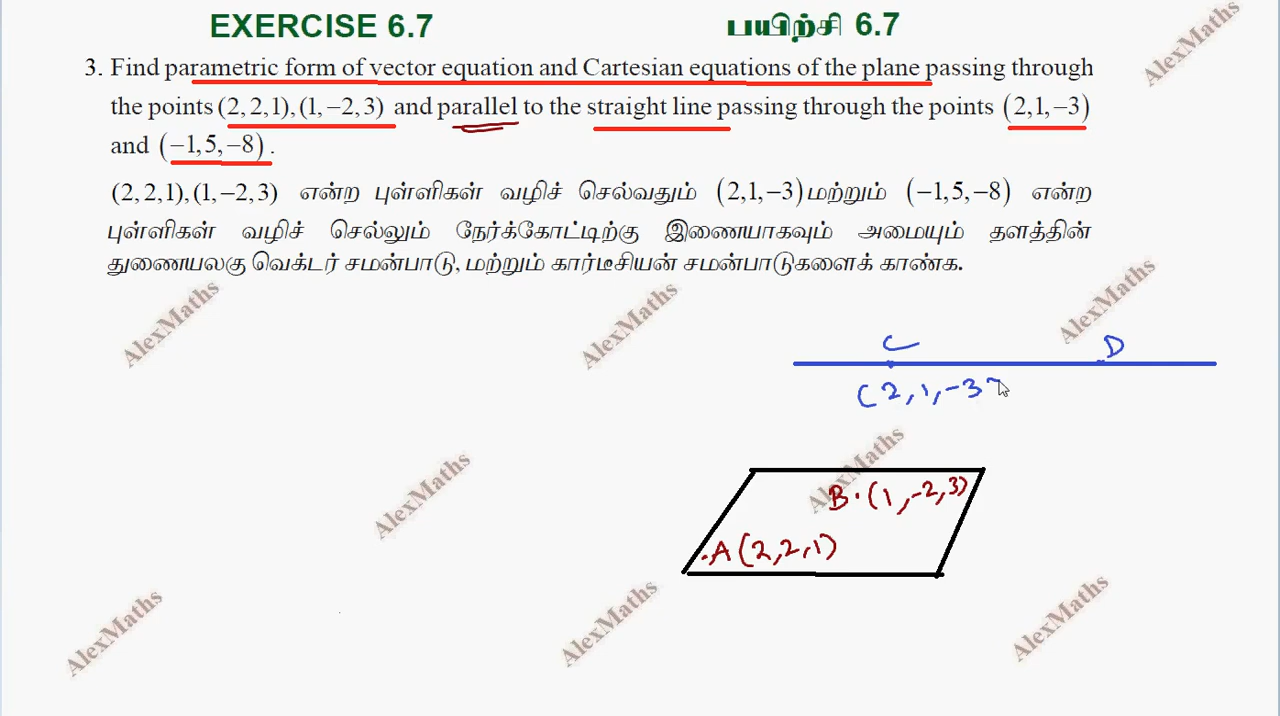 EXERCISE 6.7 பயிற்சி 6.7
3. Find parametric form of vector equation and Cartesian equations of the plane passing through
the points (2, 2, 1), (1, −2, 3) and parallel to the straight line passing through the points (2, 1, −3)
and (−1, 5, −8).
(2, 2, 1), (1, −2, 3) என்ற புள்ளிகள் வழிச் செல்வதும் (2, 1, −3) மற்றும் (−1, 5, −8) என்ற
புள்ளிகள் வழிச் செல்லும் நேர்க்கோட்டிற்கு இணையாகவும் அமையும் தளத்தின்
துணையலகு வெக்டர் சமன்பாடு, மற்றும் கார்டீசியன் சமன்பாடுகளைக் காண்க.
C D
(2, 1, -3)
B. (1, -2, 3)
.A (2, 2, 1)
AlexMaths
AlexMaths
AlexMaths
AlexMaths
AlexMaths
AlexMaths
AlexMaths
AlexMaths
AlexMaths